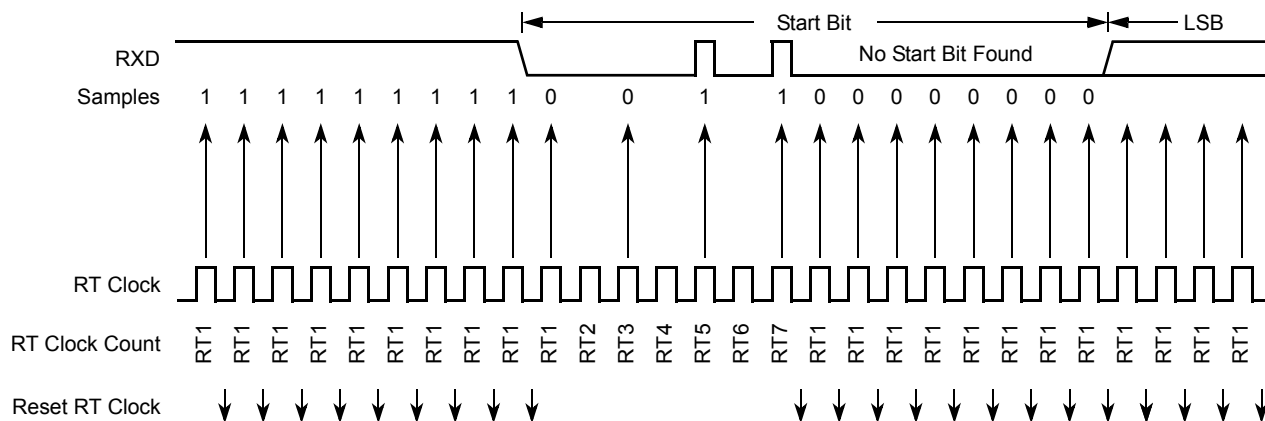 Start Bit LSB
RXD No Start Bit Found
Samples 1 1 1 1 1 1 1 1 1 0 0 1 1 0 0 0 0 0 0 0 0
RT Clock
RT Clock Count RT1 RT1 RT1 RT1 RT1 RT1 RT1 RT1 RT1 RT1 RT2 RT3 RT4 RT5 RT6 RT7 RT1 RT1 RT1 RT1 RT1 RT1 RT1 RT1 RT1 RT1 RT1 RT1
Reset RT Clock